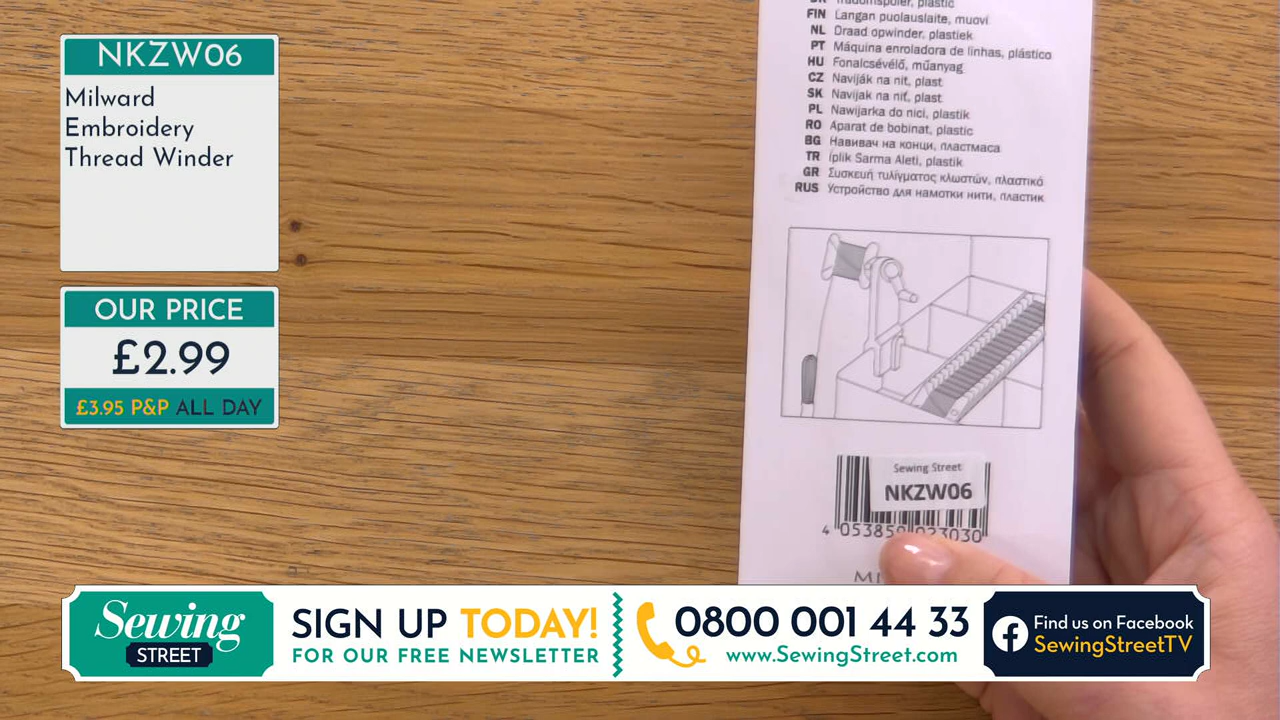 NKZW06
Milward
Embroidery
Thread Winder
OUR PRICE
£2.99
£3.95 P&P ALL DAY
plastic
FIN Langan puolauslaite, muovi
NL Draad opwinder, plastiek
PT Máquina enroladora de linhas, plástico
HU Fonalcsévélő, műanyag
CZ Naviják na nit, plast
SK Navijak na niť, plast
PL Nawijarka do nici, plastik
RO Aparat de bobinat, plastic
BG Навивач на конци, пластмаса
TR İplik Sarma Aleti, plastik
GR Συσκευή τυλίγματος κλωστών, πλαστικό
RUS Устройство для намотки нити, пластик
Sewing Street
NKZW06
4 053859 023030
Sewing
STREET
SIGN UP TODAY!
FOR OUR FREE NEWSLETTER
0800 001 44 33
www.SewingStreet.com
Find us on Facebook
SewingStreetTV